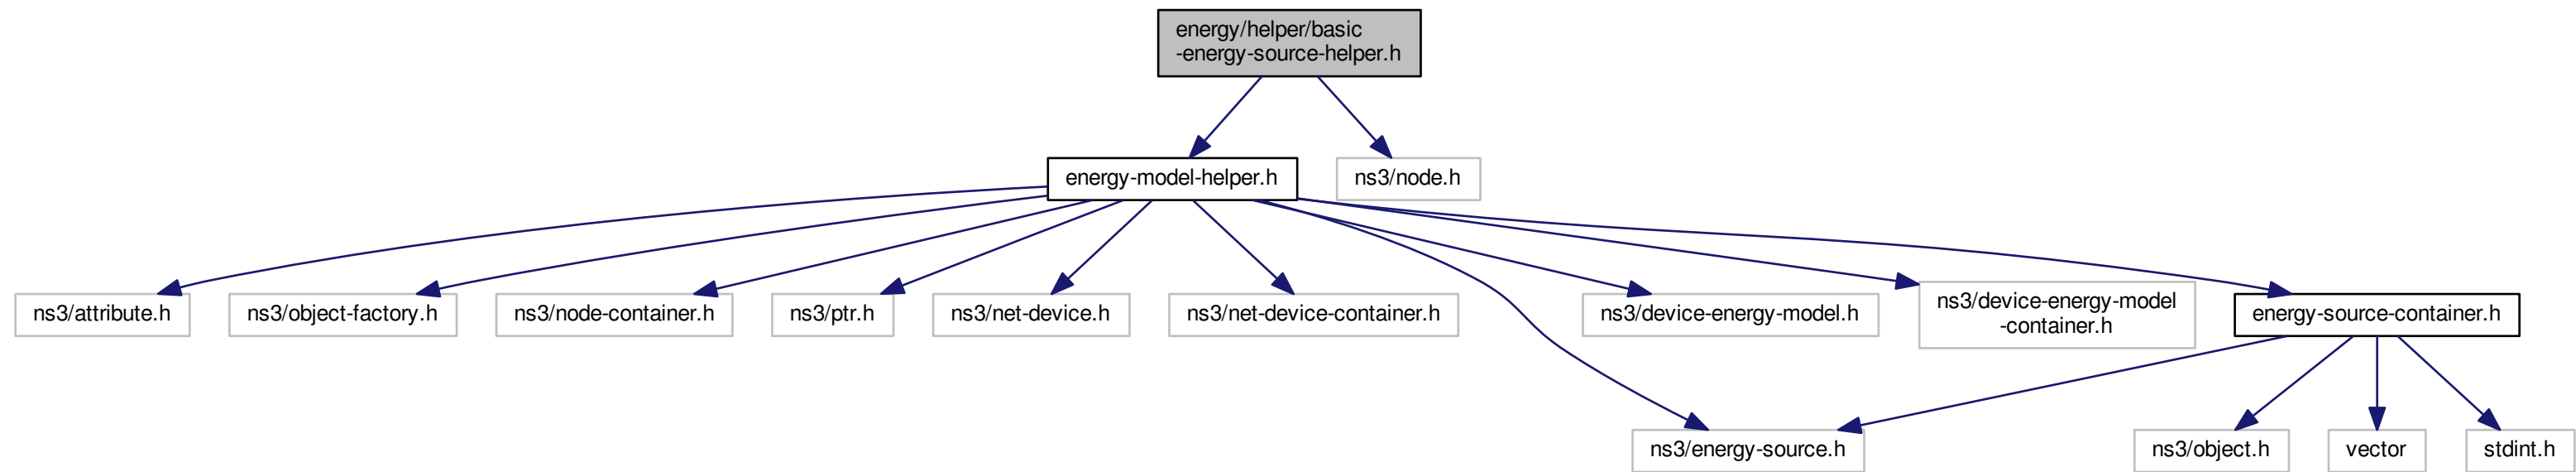 energy/helper/basic
-energy-source-helper.h
energy-model-helper.h
ns3/node.h
ns3/attribute.h
ns3/object-factory.h
ns3/node-container.h
ns3/ptr.h
ns3/net-device.h
ns3/net-device-container.h
ns3/device-energy-model.h
ns3/device-energy-model
-container.h
energy-source-container.h
ns3/energy-source.h
ns3/object.h
vector
stdint.h